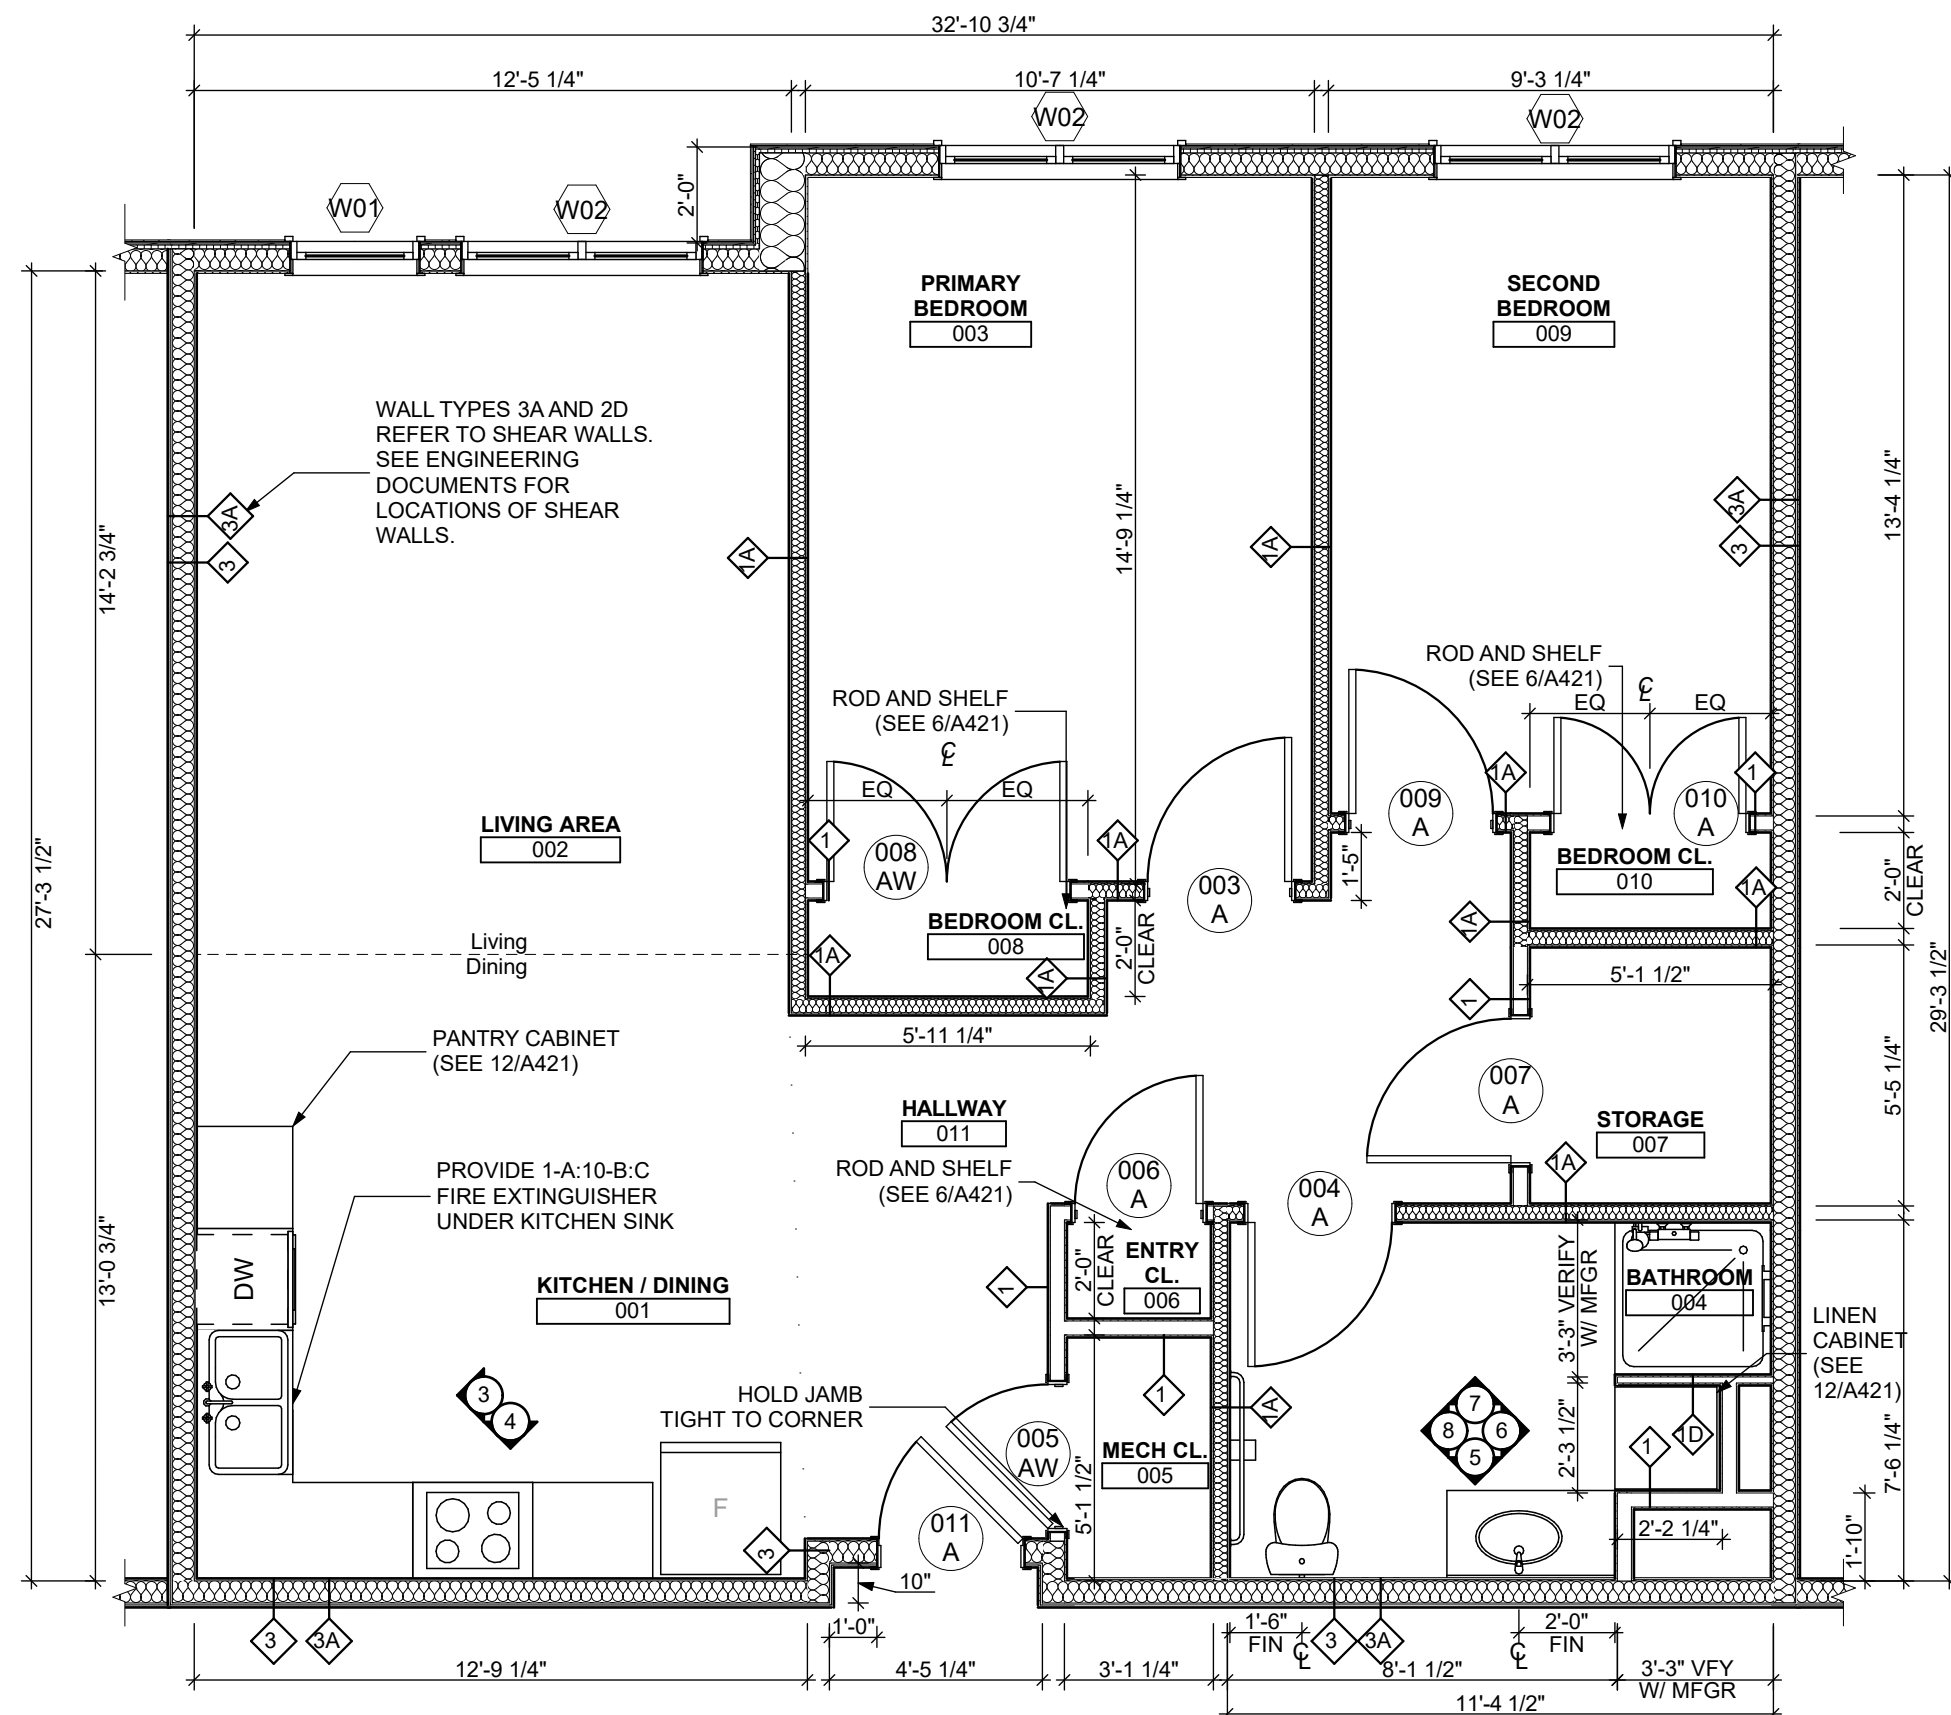 32'-10 3/4"
12'-5 1/4"
10'-7 1/4"
9'-3 1/4"
W02
W02
2'-0"
W01
W02
PRIMARY
BEDROOM
003
SECOND
BEDROOM
009
WALL TYPES 3A AND 2D
REFER TO SHEAR WALLS.
SEE ENGINEERING
DOCUMENTS FOR
LOCATIONS OF SHEAR
WALLS.
3A
3
1A
1A
3A
3
14'-2 3/4"
14'-9 1/4"
13'-4 1/4"
ROD AND SHELF
(SEE 6/A421)
CL
EQ
EQ
ROD AND SHELF
(SEE 6/A421)
CL
EQ
EQ
1A
1
009
A
010
A
1
008
AW
1A
003
A
1'-5"
LIVING AREA
002
27'-3 1/2"
BEDROOM CL.
010
1A
2'-0"
CLEAR
BEDROOM CL.
008
1A
1A
1A
2'-0"
CLEAR
Living
Dining
5'-1 1/2"
1
29'-3 1/2"
5'-11 1/4"
PANTRY CABINET
(SEE 12/A421)
HALLWAY
011
007
A
STORAGE
007
5'-5 1/4"
PROVIDE 1-A:10-B:C
FIRE EXTINGUISHER
UNDER KITCHEN SINK
ROD AND SHELF
(SEE 6/A421)
006
A
004
A
1A
13'-0 3/4"
DW
KITCHEN / DINING
001
1
2'-0"
CLEAR
ENTRY
CL.
006
3'-3" VERIFY
W/ MFGR
BATHROOM
004
LINEN
CABINET
(SEE
12/A421)
3
4
HOLD JAMB
TIGHT TO CORNER
005
AW
1
1A
7
8
6
5
2'-3 1/2"
1D
1
7'-6 1/4"
MECH CL.
005
5'-1 1/2"
F
011
A
3
10"
2'-2 1/4"
1'-10"
3
3A
1'-0"
1'-6"
FIN
CL
3
3A
2'-0"
FIN
CL
12'-9 1/4"
4'-5 1/4"
3'-1 1/4"
8'-1 1/2"
3'-3" VFY
W/ MFGR
11'-4 1/2"